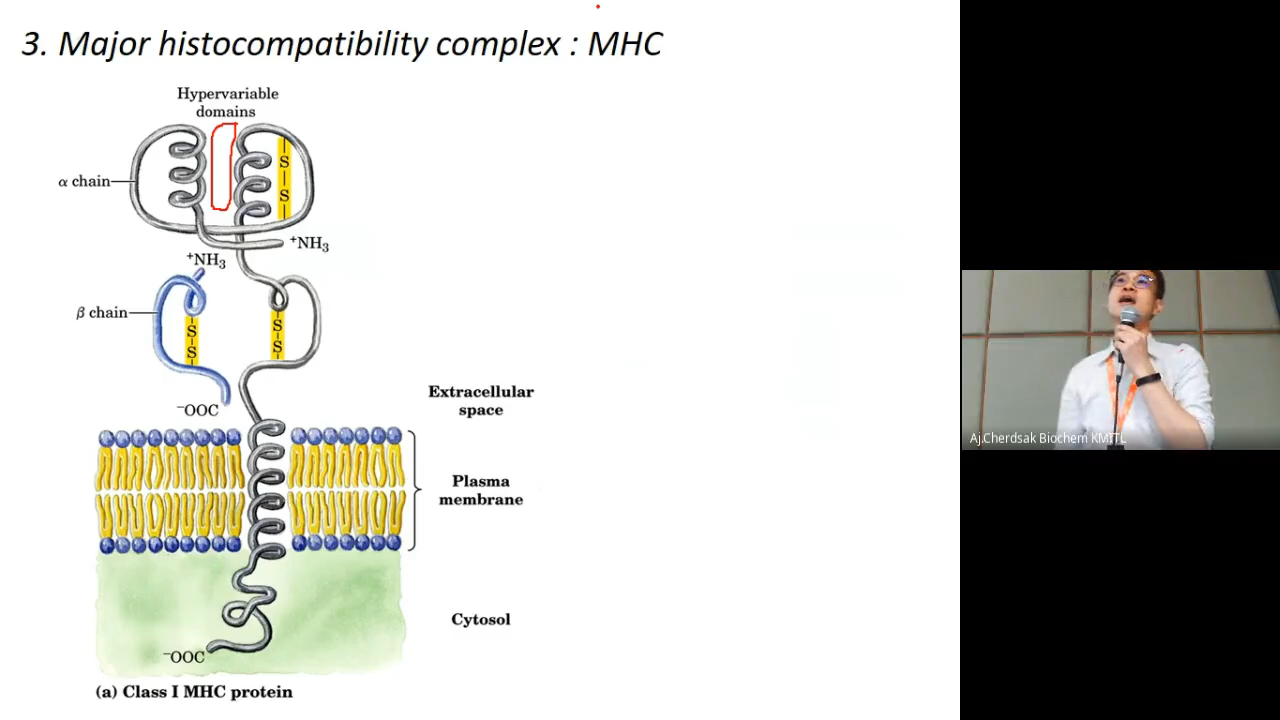 3. Major histocompatibility complex : MHC
Hypervariable
domains
α chain
S
S
⁺NH₃
⁺NH₃
β chain
S
S
S
S
⁻OOC
Extracellular
space
Plasma
membrane
Cytosol
⁻OOC
(a) Class I MHC protein
Aj.Cherdsak Biochem KMITL